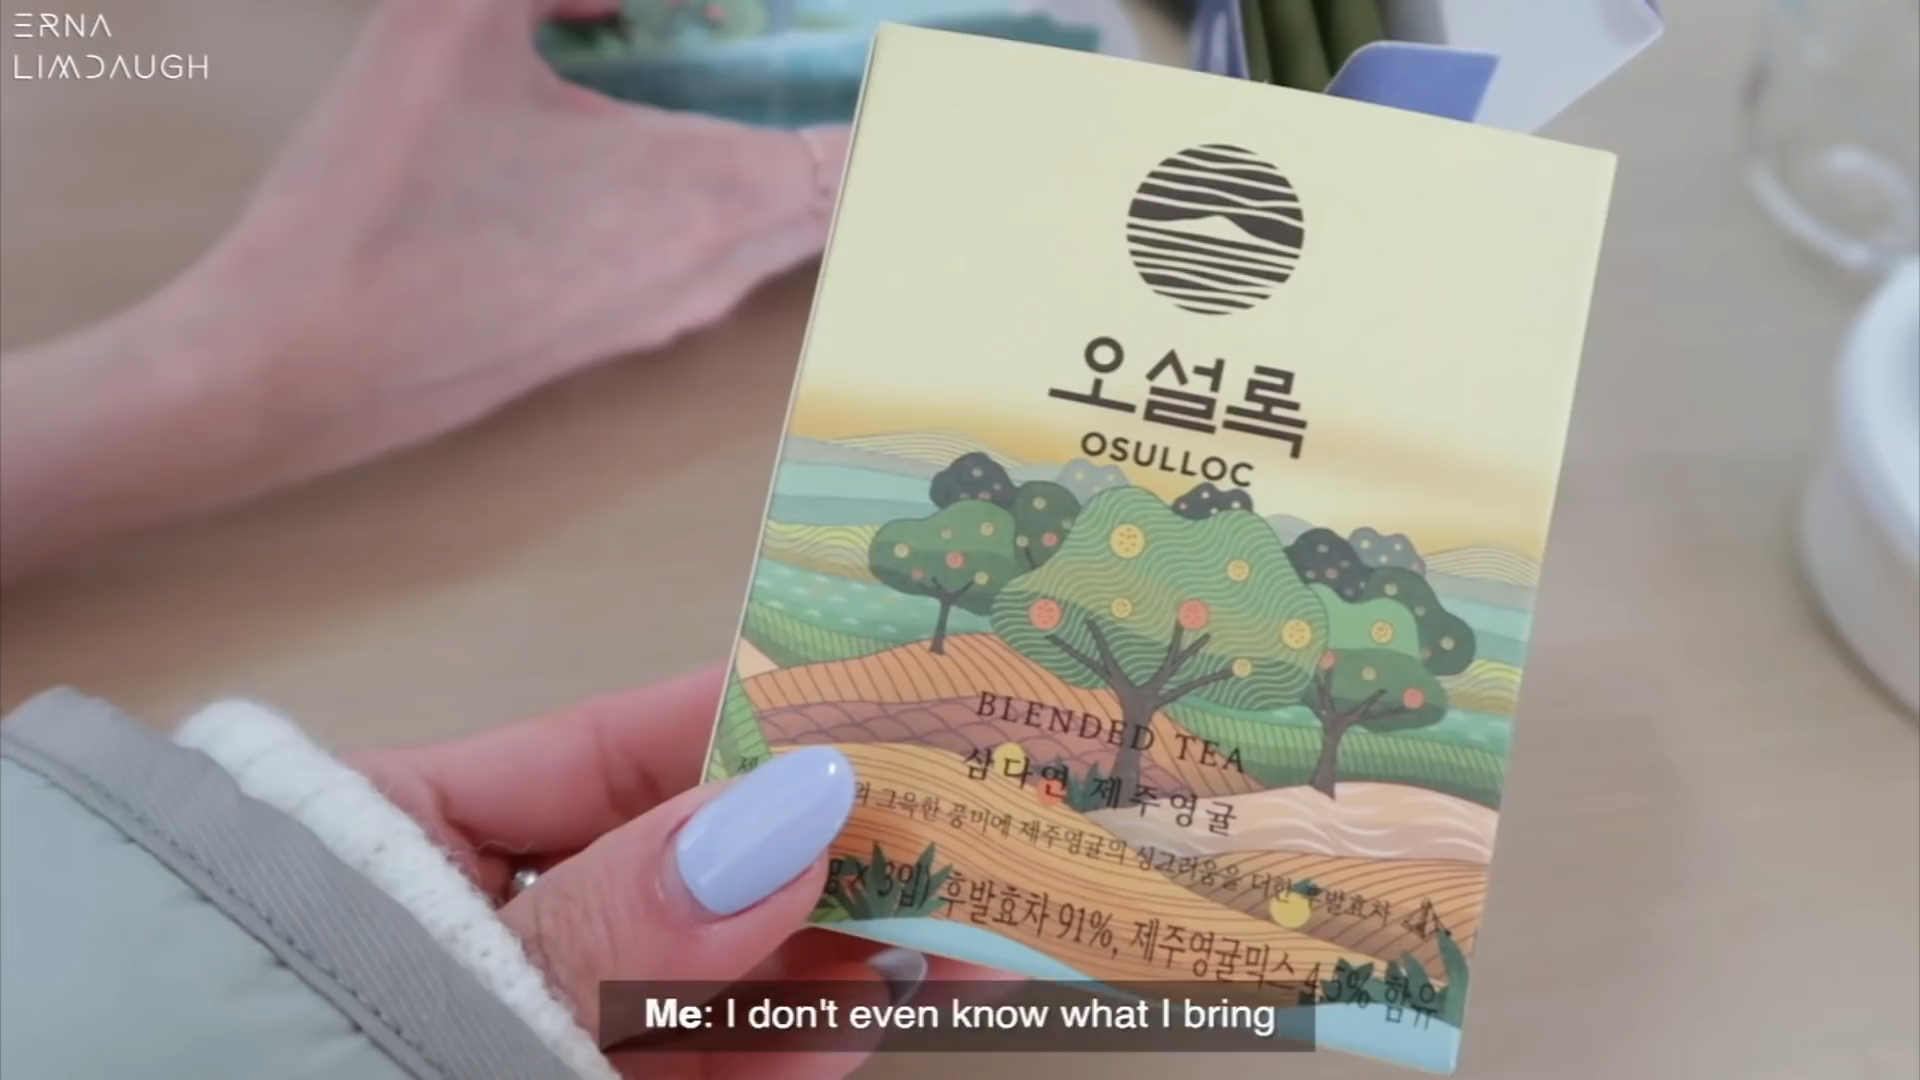 ERNA
LIMDAUGH
오설록
OSULLOC
BLENDED TEA
삼다연 제주영귤
그윽한 풍미에 제주영귤의 싱그러움을 더한 후발효차
x 3입) 후발효차 91%, 제주영귤믹스 4.5% 함유
Me: I don't even know what I bring